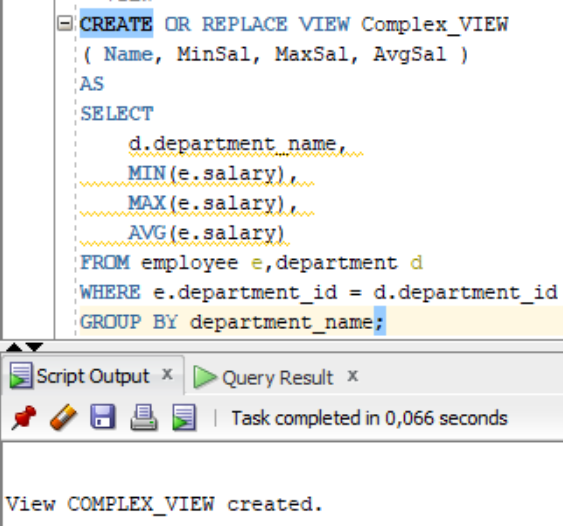 CREATE OR REPLACE VIEW Complex_VIEW
( Name, MinSal, MaxSal, AvgSal )
AS
SELECT
d.department_name,
MIN(e.salary),
MAX(e.salary),
AVG(e.salary)
FROM employee e,department d
WHERE e.department_id = d.department_id
GROUP BY department_name;
Script Output x Query Result x
Task completed in 0,066 seconds
View COMPLEX_VIEW created.